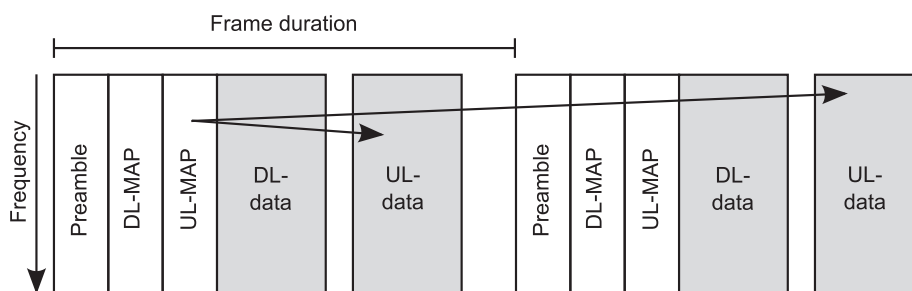 Frame duration
Frequency
Preamble
DL-MAP
UL-MAP
DL-
data
UL-
data
Preamble
DL-MAP
UL-MAP
DL-
data
UL-
data